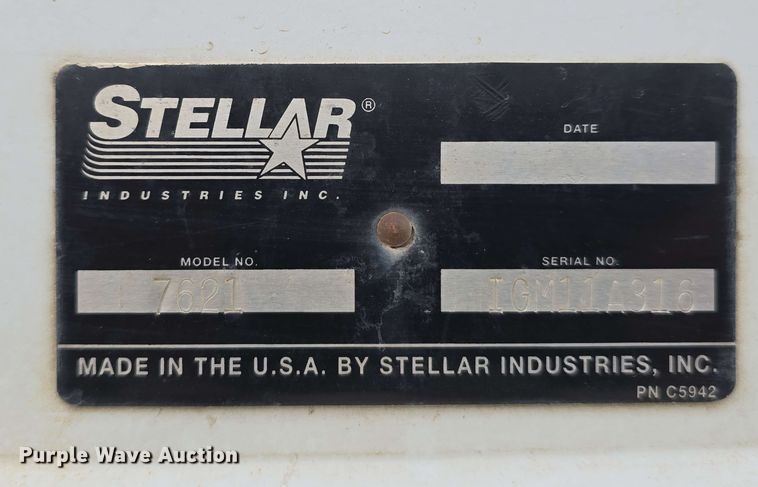 STELLAR®
INDUSTRIES INC.
DATE
MODEL NO.
7621
SERIAL NO.
IGM11A316
MADE IN THE U.S.A. BY STELLAR INDUSTRIES, INC.
PN C5942
Purple Wave Auction